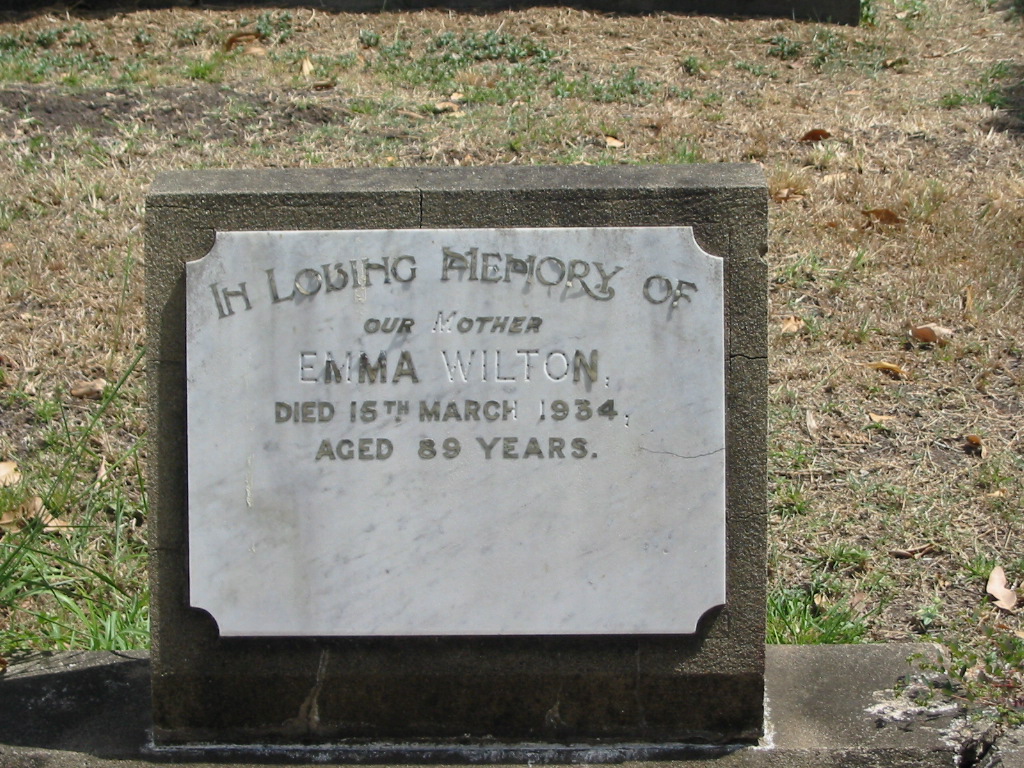 In Loving Memory of
our Mother
EMMA WILTON,
DIED 15TH MARCH 1934,
AGED 89 YEARS.